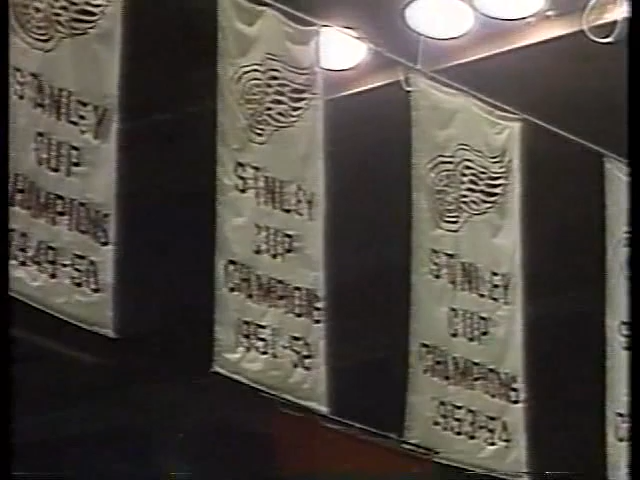 STANLEY
CUP
CHAMPIONS
1949-50
STANLEY
CUP
CHAMPIONS
1951-52
STANLEY
CUP
CHAMPIONS
1953-54